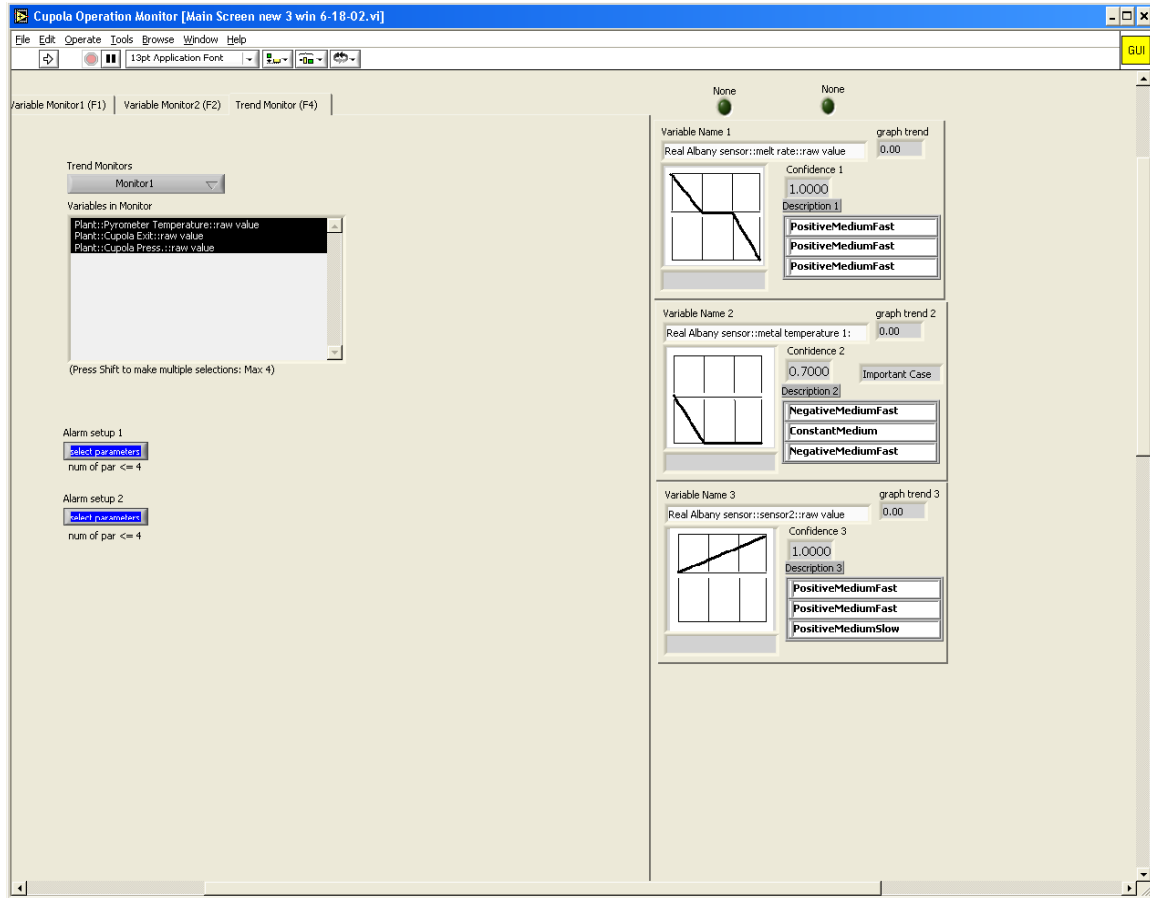 Cupola Operation Monitor [Main Screen new 3 win 6-18-02.vi]
File Edit Operate Tools Browse Window Help
13pt Application Font
GUI
Variable Monitor1 (F1) Variable Monitor2 (F2) Trend Monitor (F4)
Trend Monitors
Monitor1
Variables in Monitor
Plant::Pyrometer Temperature::raw value
Plant::Cupola Exit::raw value
Plant::Cupola Press.::raw value
(Press Shift to make multiple selections: Max 4)
Alarm setup 1
select parameters
num of par <= 4
Alarm setup 2
select parameters
num of par <= 4
None None
Variable Name 1 graph trend
Real Albany sensor::melt rate::raw value 0.00
Confidence 1
1.0000
Description 1
PositiveMediumFast
PositiveMediumFast
PositiveMediumFast
Variable Name 2 graph trend 2
Real Albany sensor::metal temperature 1: 0.00
Confidence 2
0.7000 Important Case
Description 2
NegativeMediumFast
ConstantMedium
NegativeMediumFast
Variable Name 3 graph trend 3
Real Albany sensor::sensor2::raw value 0.00
Confidence 3
1.0000
Description 3
PositiveMediumFast
PositiveMediumFast
PositiveMediumSlow